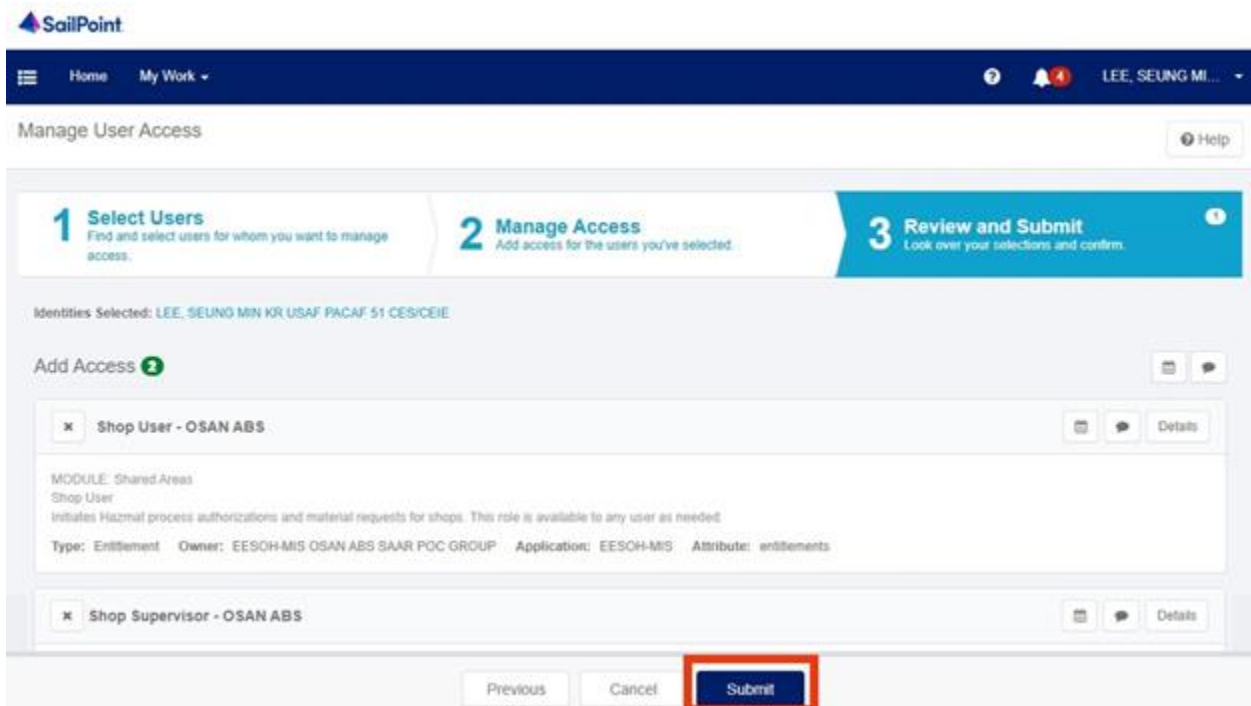 SailPoint
Home My Work
4 LEE, SEUNG MI...
Manage User Access
Help
1 Select Users
Find and select users for whom you want to manage
access.
2 Manage Access
Add access for the users you've selected.
3 Review and Submit
Look over your selections and confirm.
1
Identities Selected: LEE, SEUNG MIN KR USAF PACAF 51 CES/CEIE
Add Access 2
Shop User - OSAN ABS
Details
MODULE: Shared Areas
Shop User
Initiates Hazmat process authorizations and material requests for shops. This role is available to any user as needed
Type: Entitlement Owner: EESOH-MIS OSAN ABS SAAR POC GROUP Application: EESOH-MIS Attribute: entitlements
Shop Supervisor - OSAN ABS
Details
Previous Cancel Submit